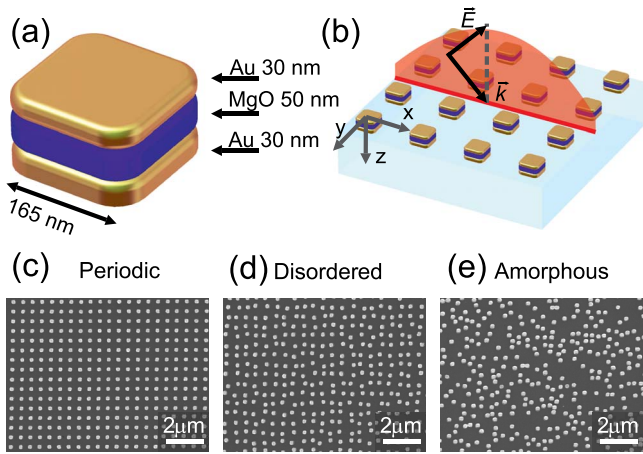 (a)
Au 30 nm
MgO 50 nm
Au 30 nm
165 nm
(b)
E
k
x
y
z
(c) Periodic
(d) Disordered
(e) Amorphous
2μm
2μm
2μm